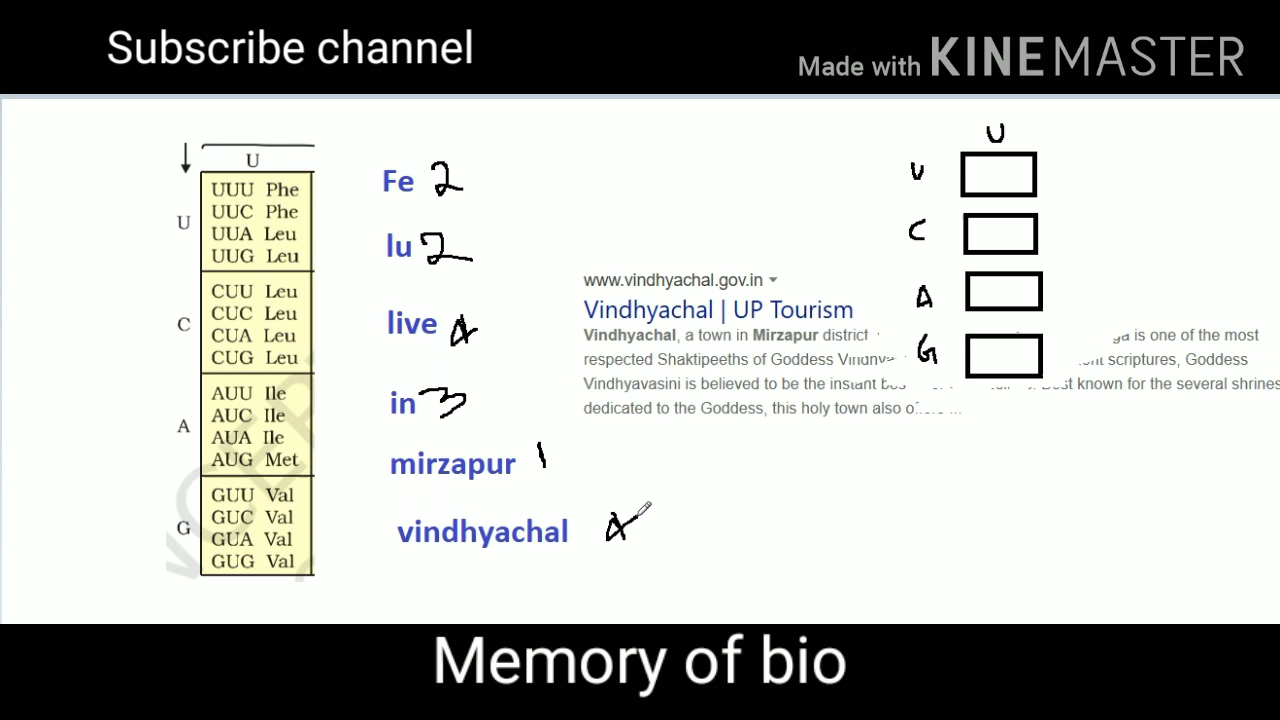 Subscribe channel
Made with KINEMASTER
U
UUU Phe
UUC Phe
UUA Leu
UUG Leu
U
CUU Leu
CUC Leu
CUA Leu
CUG Leu
C
AUU Ile
AUC Ile
AUA Ile
AUG Met
A
GUU Val
GUC Val
GUA Val
GUG Val
G
Fe 2
lu 2
live 4
in 3
mirzapur 1
vindhyachal 4
www.vindhyachal.gov.in
Vindhyachal | UP Tourism
Vindhyachal, a town in Mirzapur district is one of the most
respected Shaktipeeths of Goddess scriptures, Goddess
Vindhyavasini is believed to be the instant known for the several shrines
dedicated to the Goddess, this holy town also ...
U
U
C
A
G
Memory of bio